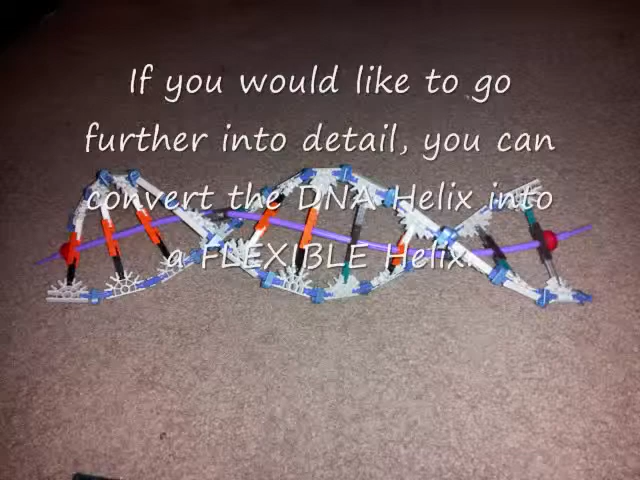 If you would like to go
further into detail, you can
convert the DNA Helix into
a FLEXIBLE Helix.